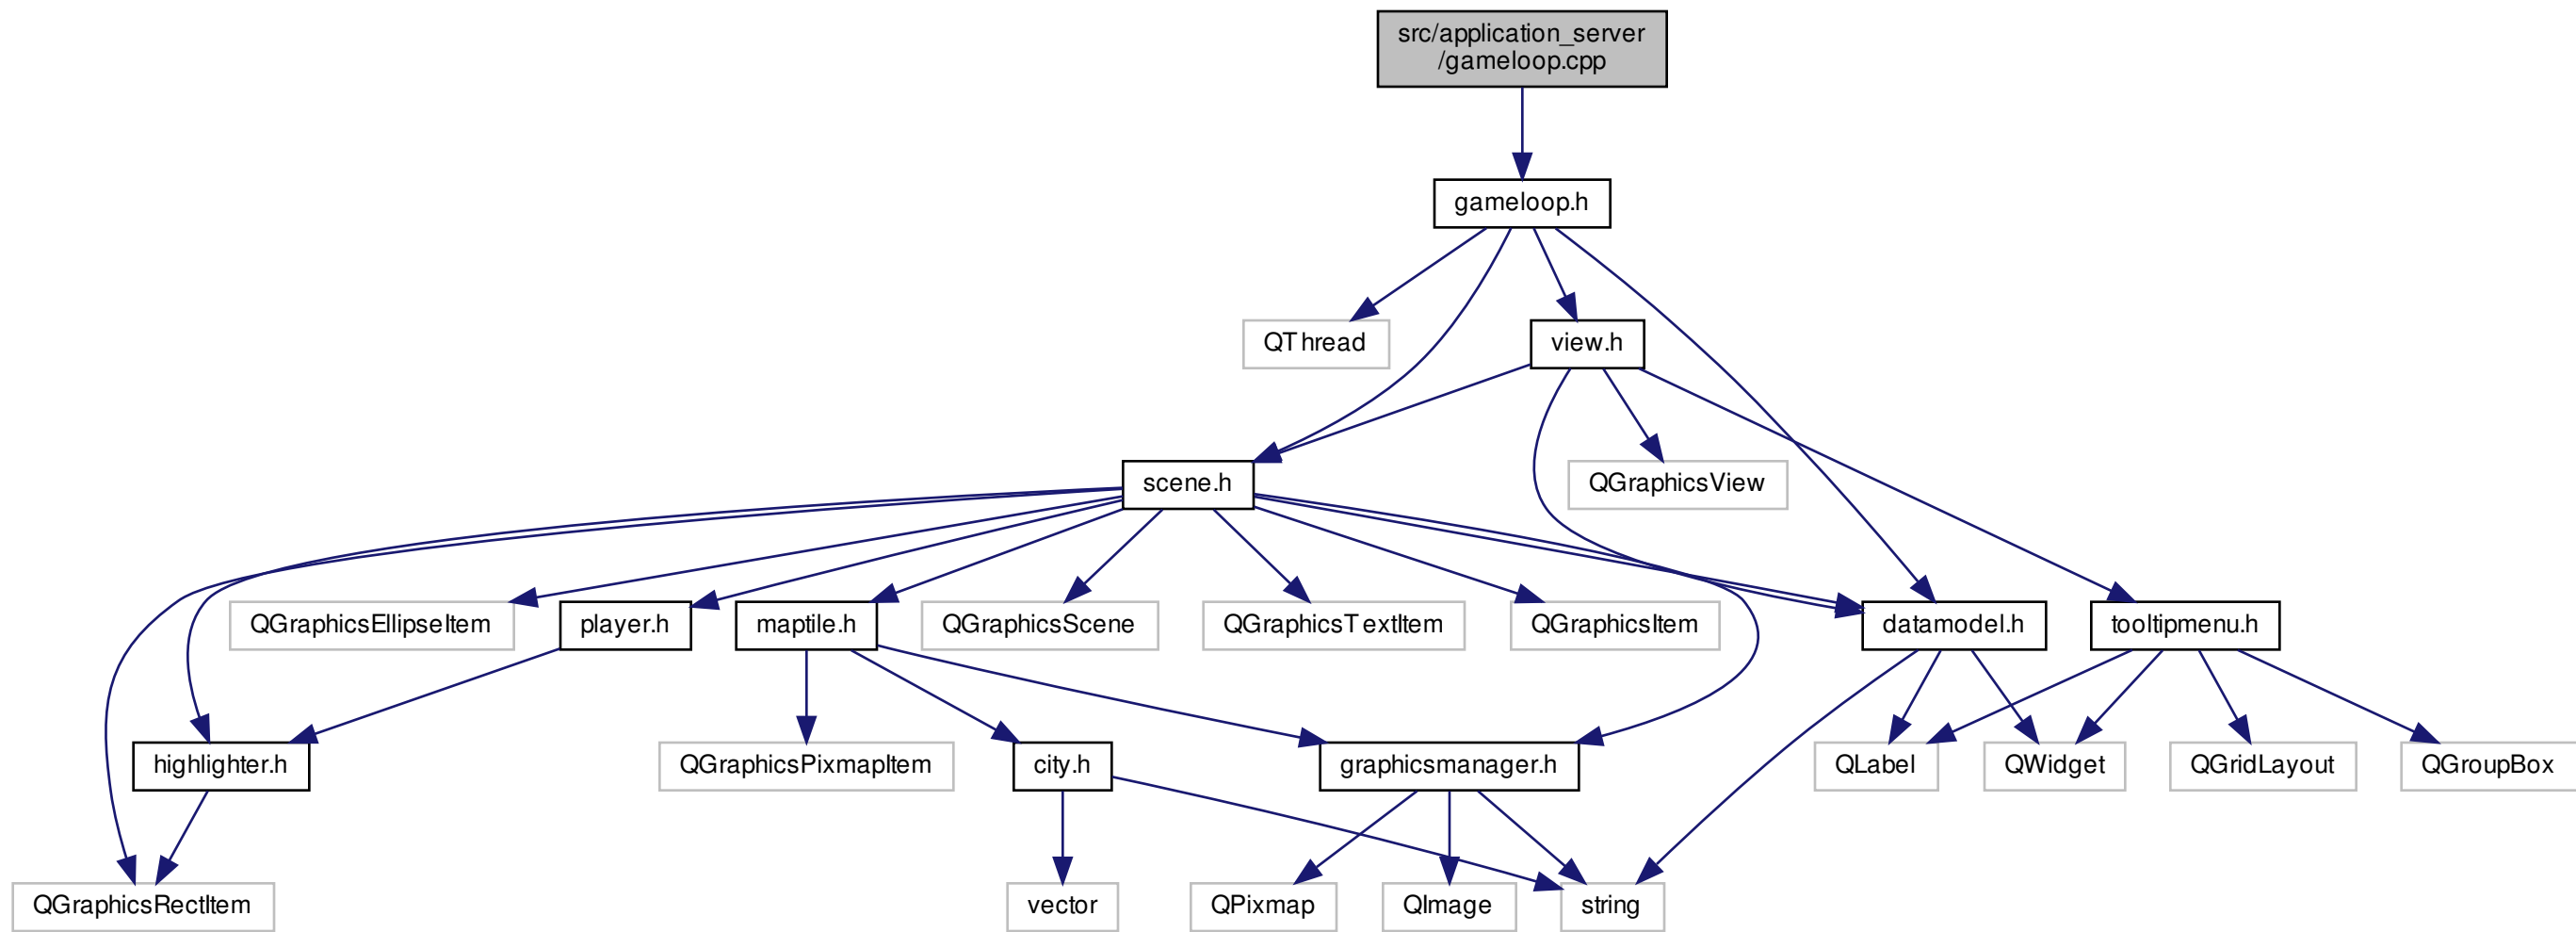 src/application_server
/gameloop.cpp
gameloop.h
QThread
view.h
scene.h
QGraphicsView
QGraphicsEllipseItem
player.h
maptile.h
QGraphicsScene
QGraphicsTextItem
QGraphicsItem
datamodel.h
tooltipmenu.h
highlighter.h
QGraphicsPixmapItem
city.h
graphicsmanager.h
QLabel
QWidget
QGridLayout
QGroupBox
QGraphicsRectItem
vector
QPixmap
QImage
string